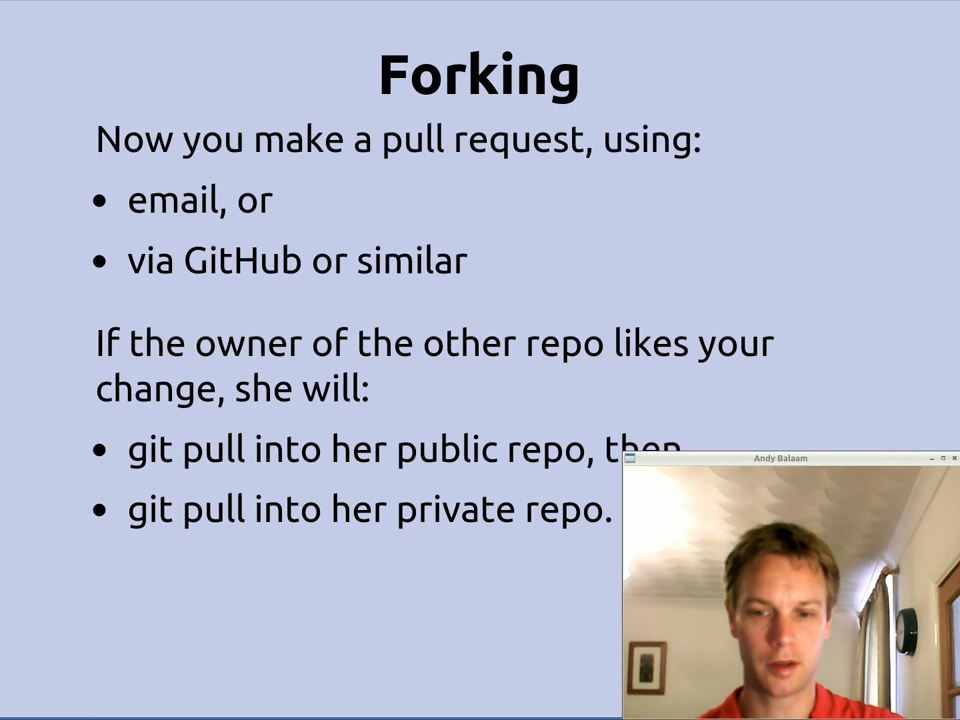 Forking
Now you make a pull request, using:
• email, or
• via GitHub or similar
If the owner of the other repo likes your
change, she will:
• git pull into her public repo, then
• git pull into her private repo.
Andy Balaam